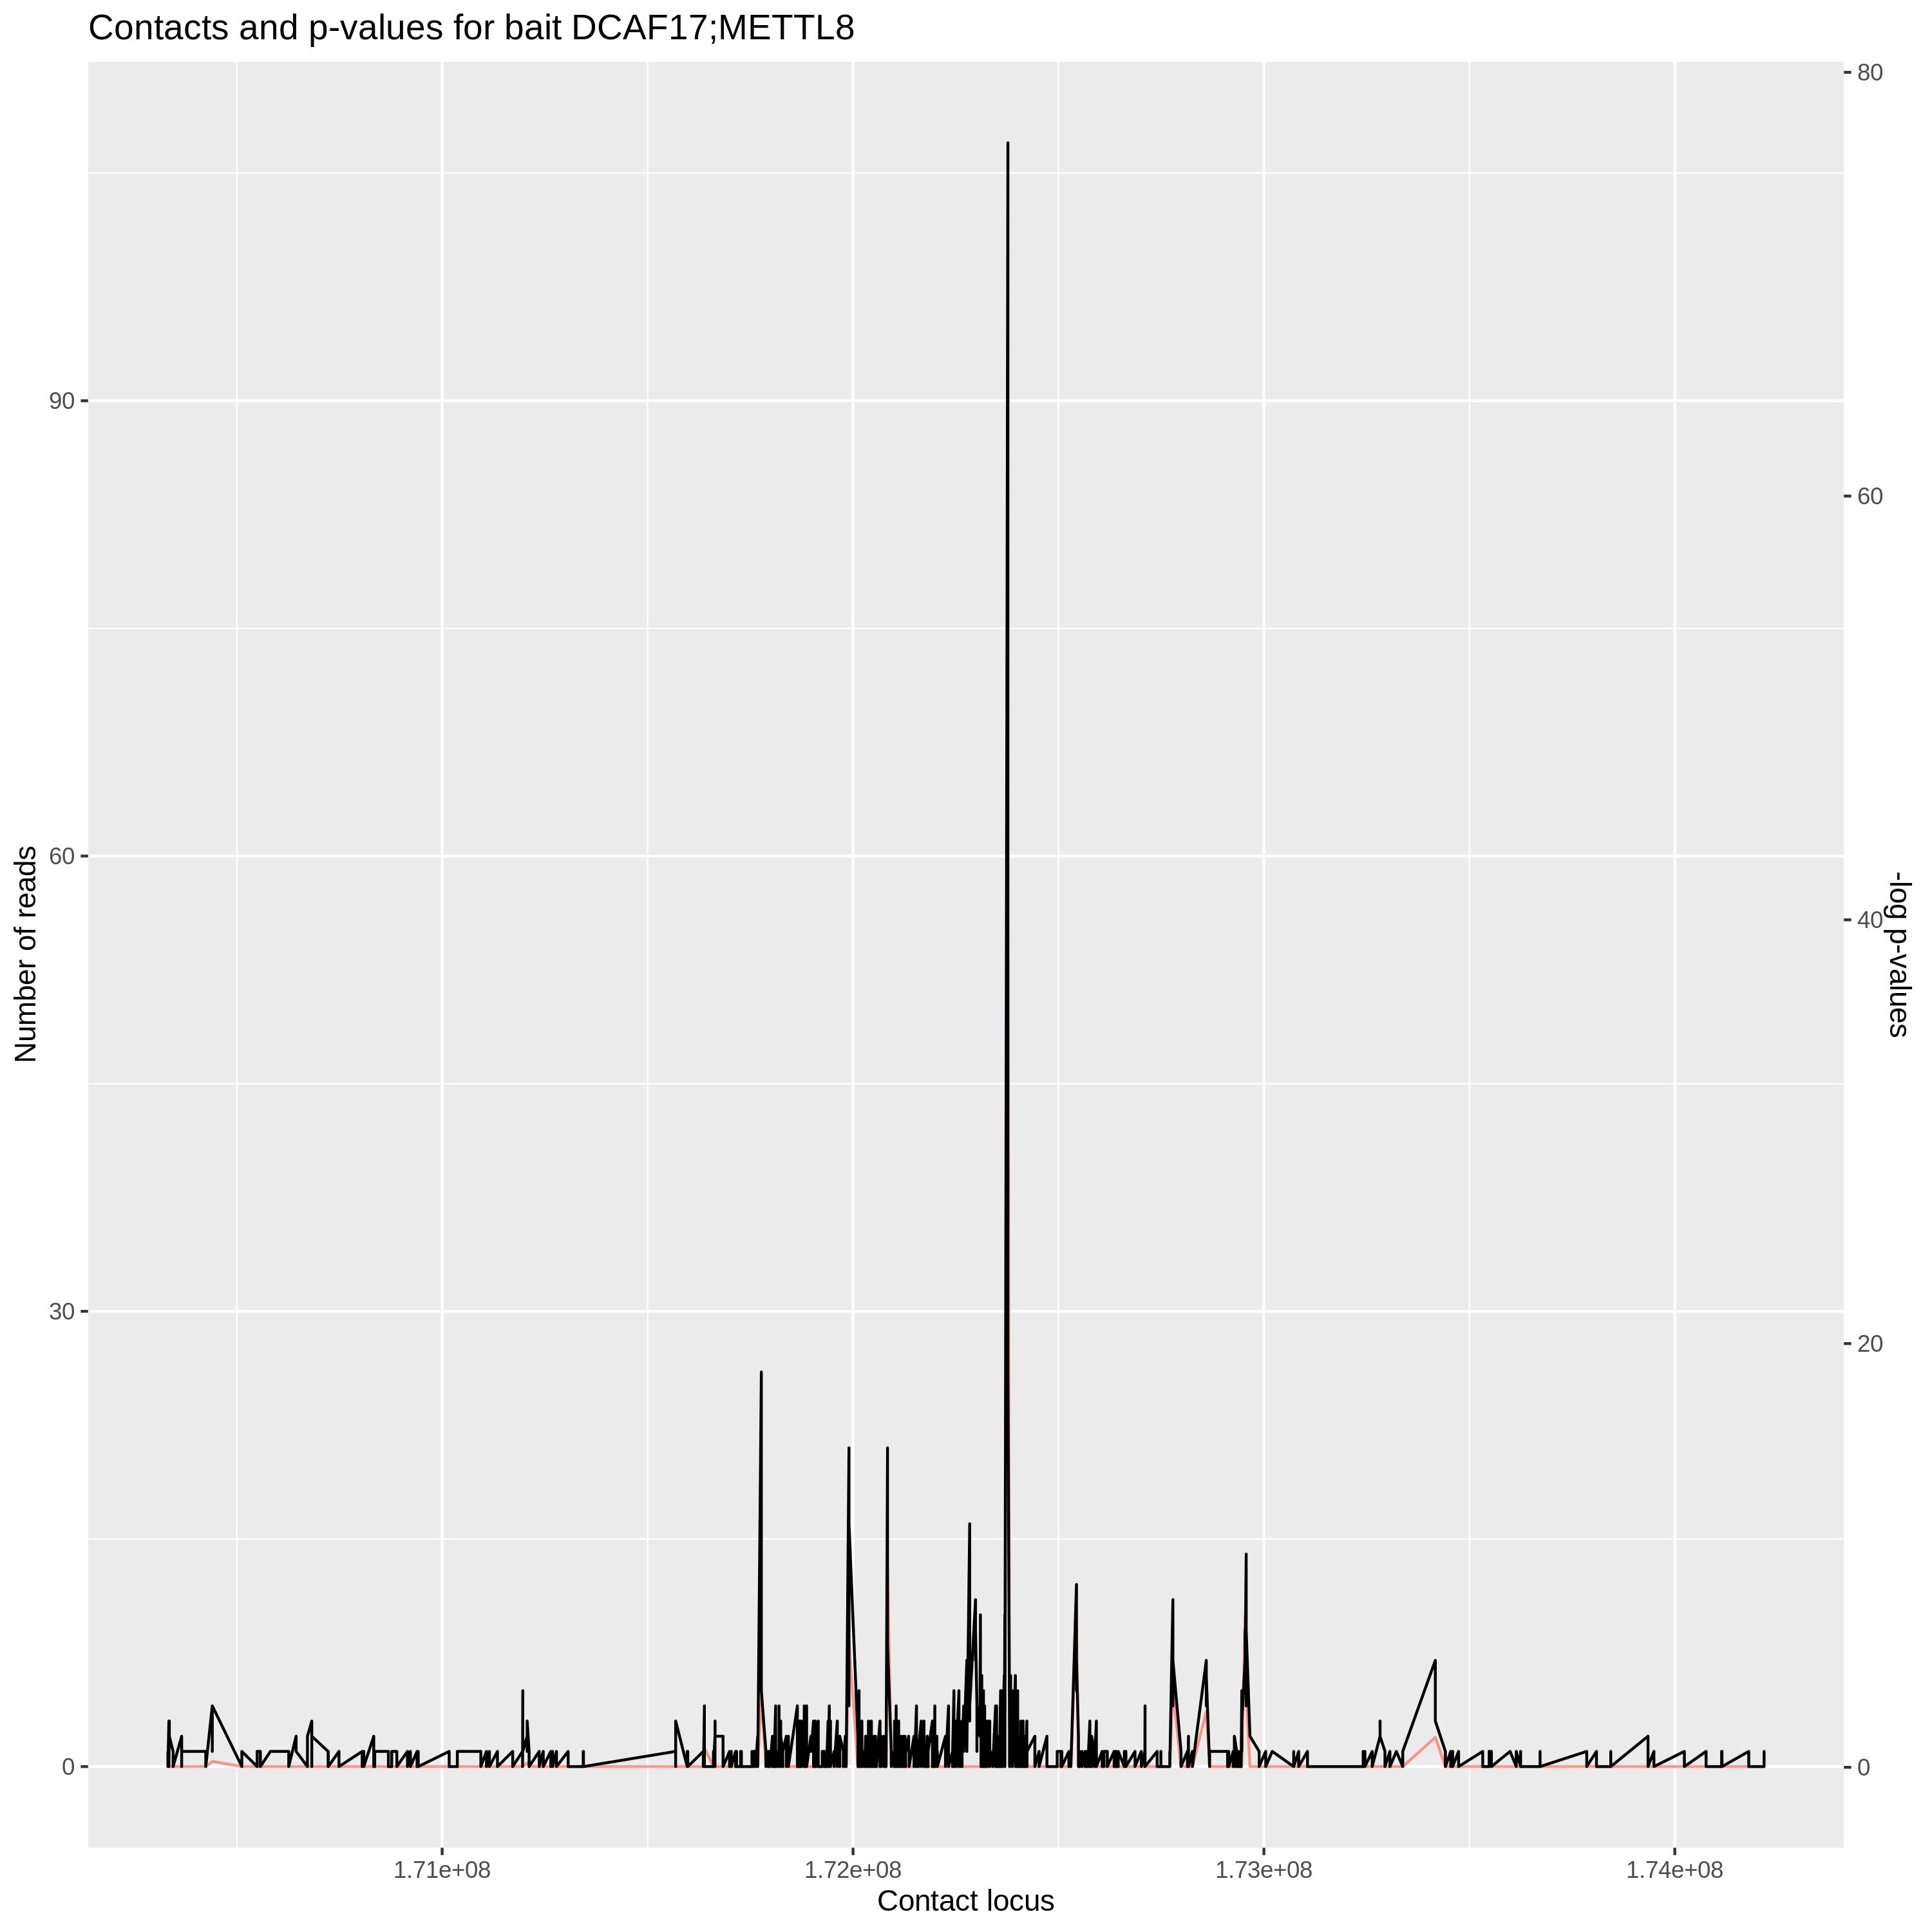 Contacts and p-values for bait DCAF17;METTL8
80
90
60
60
40
30
20
0
0
Number of reads
-log p-values
1.71e+08
1.72e+08
1.73e+08
1.74e+08
Contact locus